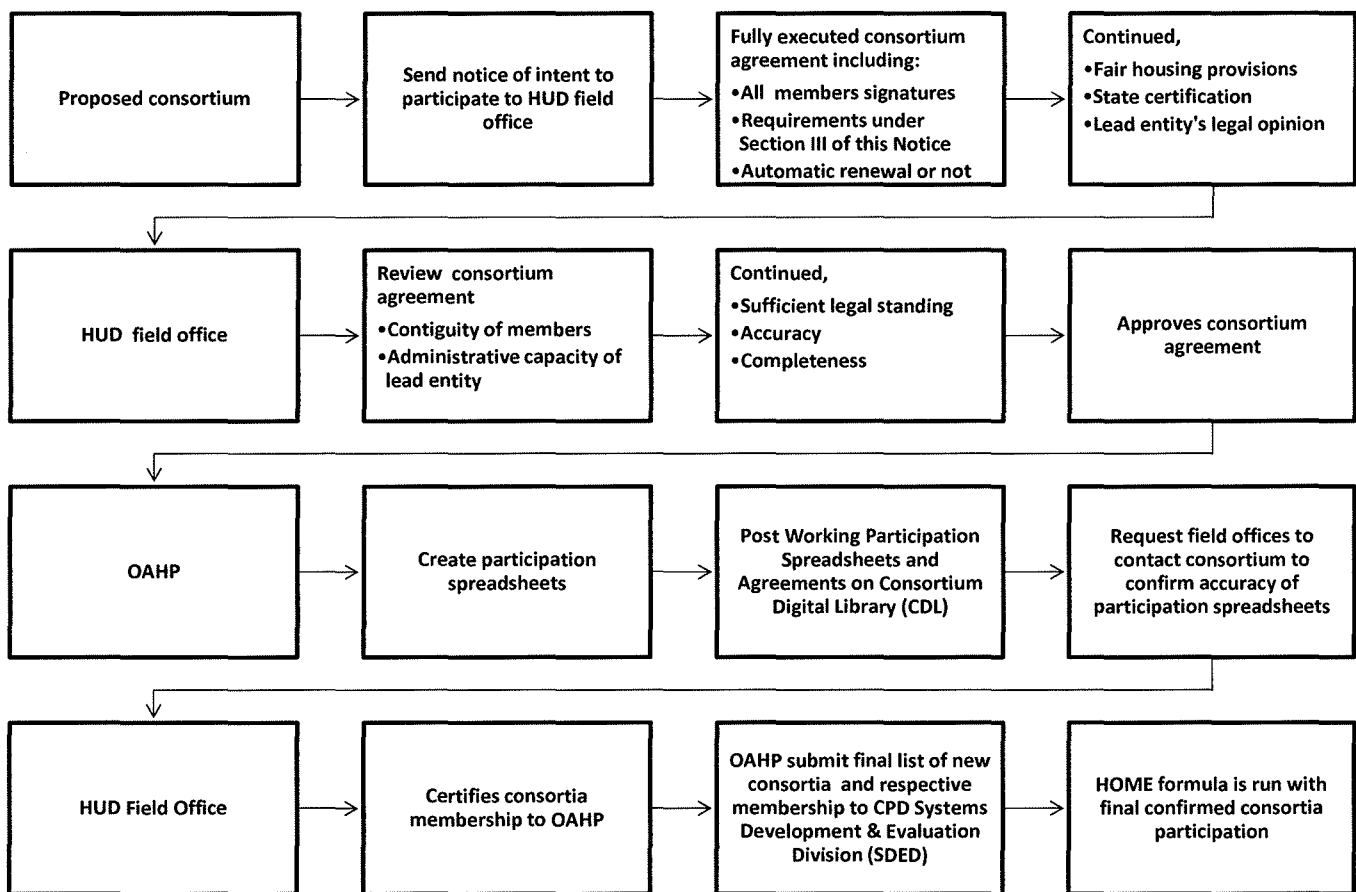 Proposed consortium
Send notice of intent to
participate to HUD field
office
Fully executed consortium
agreement including:
•All members signatures
•Requirements under
Section III of this Notice
•Automatic renewal or not
Continued,
•Fair housing provisions
•State certification
•Lead entity's legal opinion
HUD field office
Review consortium
agreement
•Contiguity of members
•Administrative capacity of
lead entity
Continued,
•Sufficient legal standing
•Accuracy
•Completeness
Approves consortium
agreement
OAHP
Create participation
spreadsheets
Post Working Participation
Spreadsheets and
Agreements on Consortium
Digital Library (CDL)
Request field offices to
contact consortium to
confirm accuracy of
participation spreadsheets
HUD Field Office
Certifies consortia
membership to OAHP
OAHP submit final list of new
consortia and respective
membership to CPD Systems
Development & Evaluation
Division (SDED)
HOME formula is run with
final confirmed consortia
participation